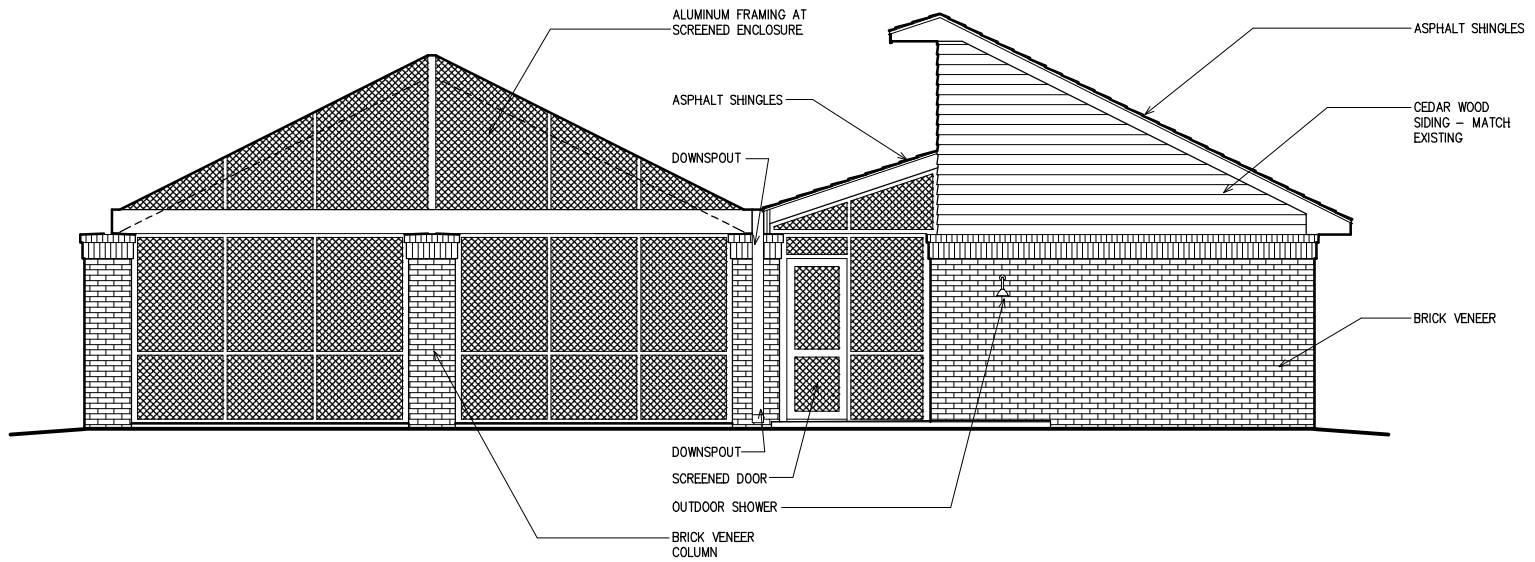 ALUMINUM FRAMING AT
SCREENED ENCLOSURE
ASPHALT SHINGLES
ASPHALT SHINGLES
CEDAR WOOD
SIDING – MATCH
EXISTING
DOWNSPOUT
BRICK VENEER
DOWNSPOUT
SCREENED DOOR
OUTDOOR SHOWER
BRICK VENEER
COLUMN